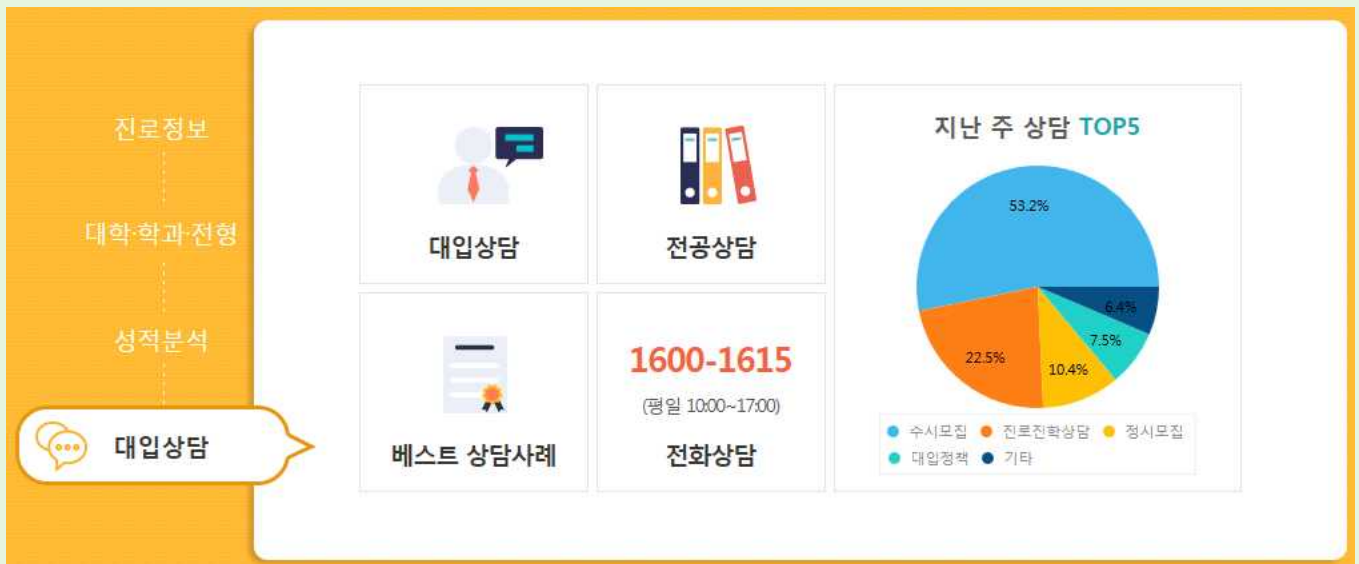 진로정보
대학·학과·전형
성적분석
대입상담
대입상담
전공상담
베스트 상담사례
1600-1615
(평일 10:00~17:00)
전화상담
지난 주 상담 TOP5
53.2%
6.4%
7.5%
22.5%
10.4%
수시모집 진로진학상담 정시모집
대입정책 기타